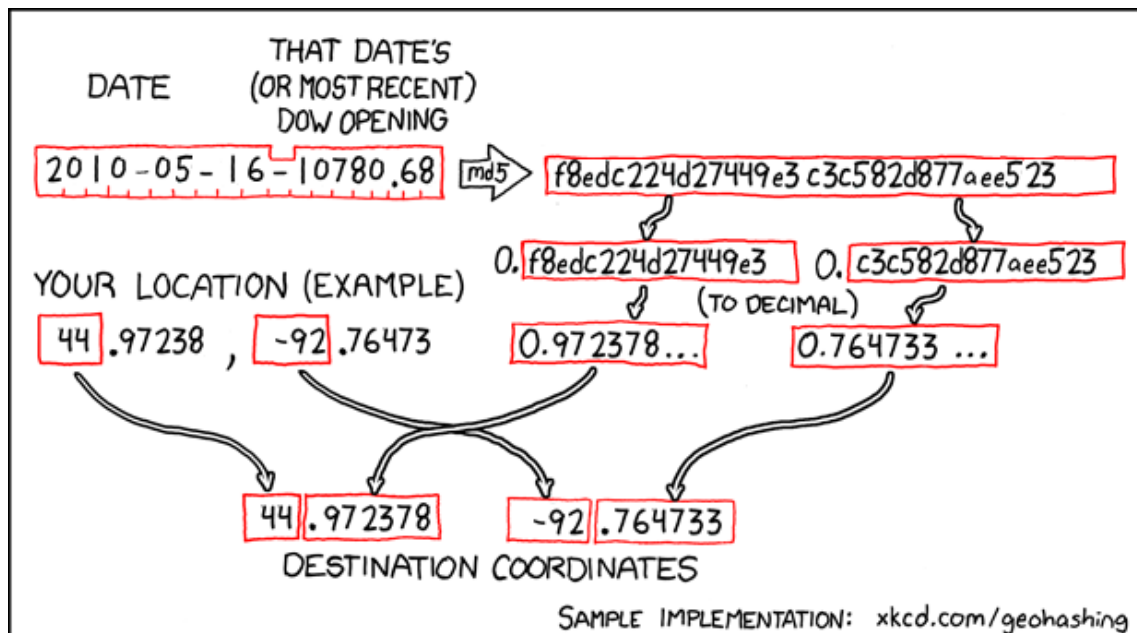 DATE
THAT DATE'S
(OR MOST RECENT)
DOW OPENING
2010-05-16-10780.68
md5
f8edc224d27449e3c3c582d877aee523
0.f8edc224d27449e3
0.c3c582d877aee523
(TO DECIMAL)
YOUR LOCATION (EXAMPLE)
44.97238, -92.76473
0.972378...
0.764733...
44.972378
-92.764733
DESTINATION COORDINATES
SAMPLE IMPLEMENTATION: xkcd.com/geohashing